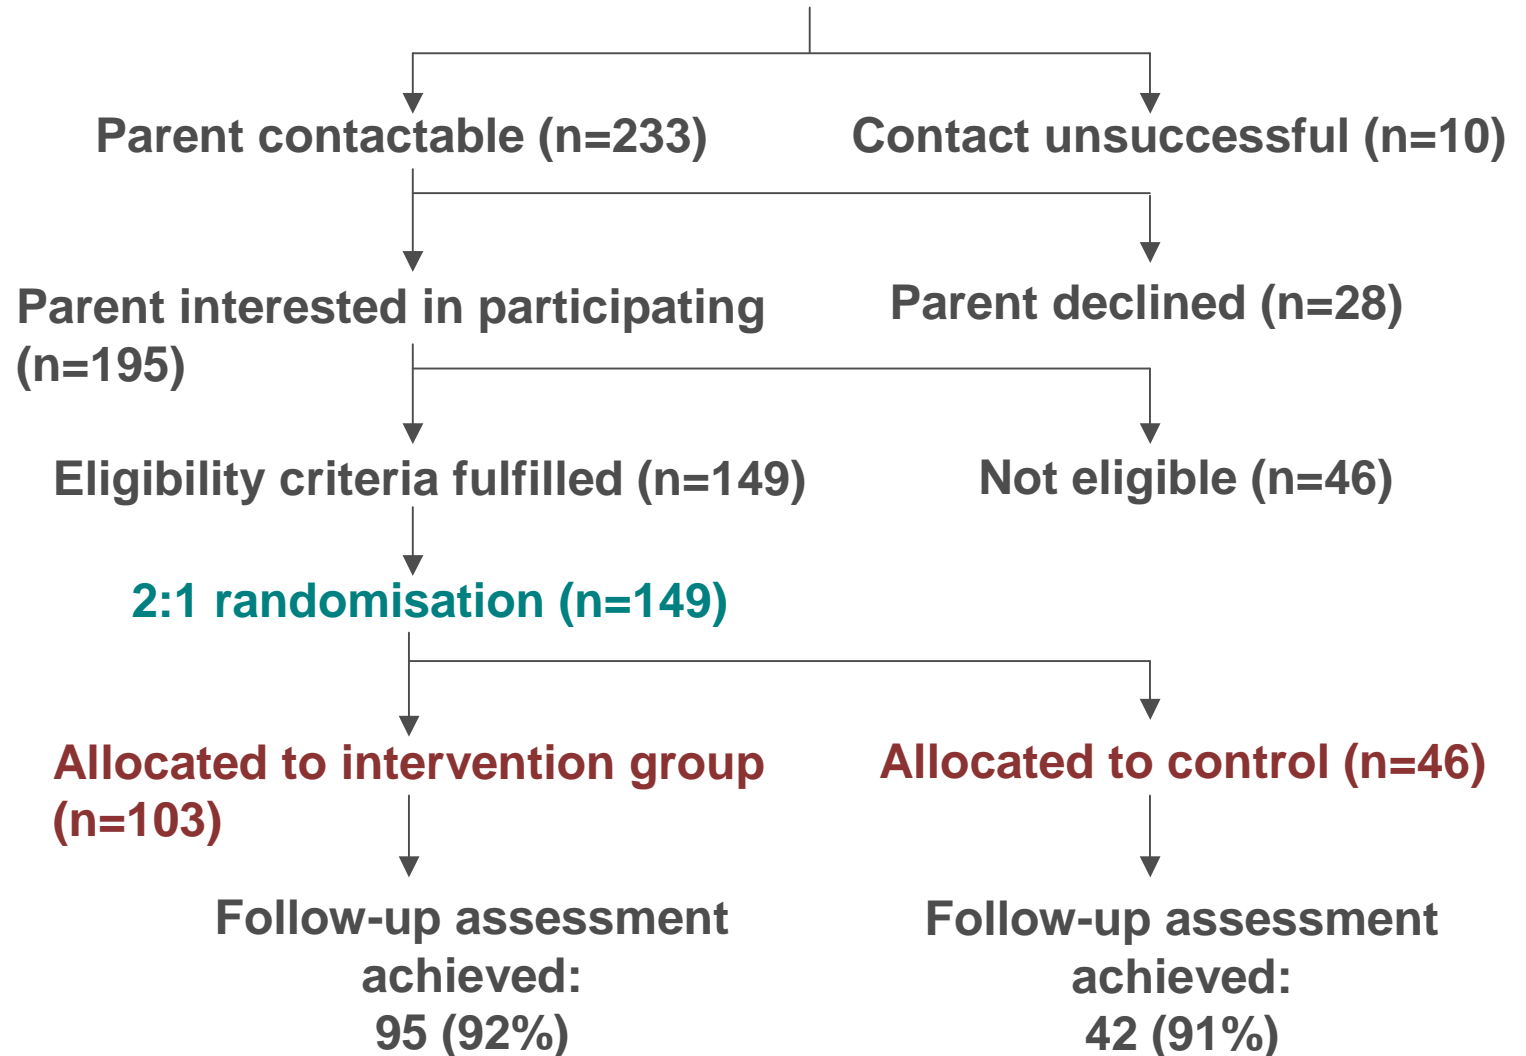 Parent contactable (n=233)
Contact unsuccessful (n=10)
Parent interested in participating
(n=195)
Parent declined (n=28)
Eligibility criteria fulfilled (n=149)
Not eligible (n=46)
2:1 randomisation (n=149)
Allocated to intervention group
(n=103)
Allocated to control (n=46)
Follow-up assessment
achieved:
95 (92%)
Follow-up assessment
achieved:
42 (91%)